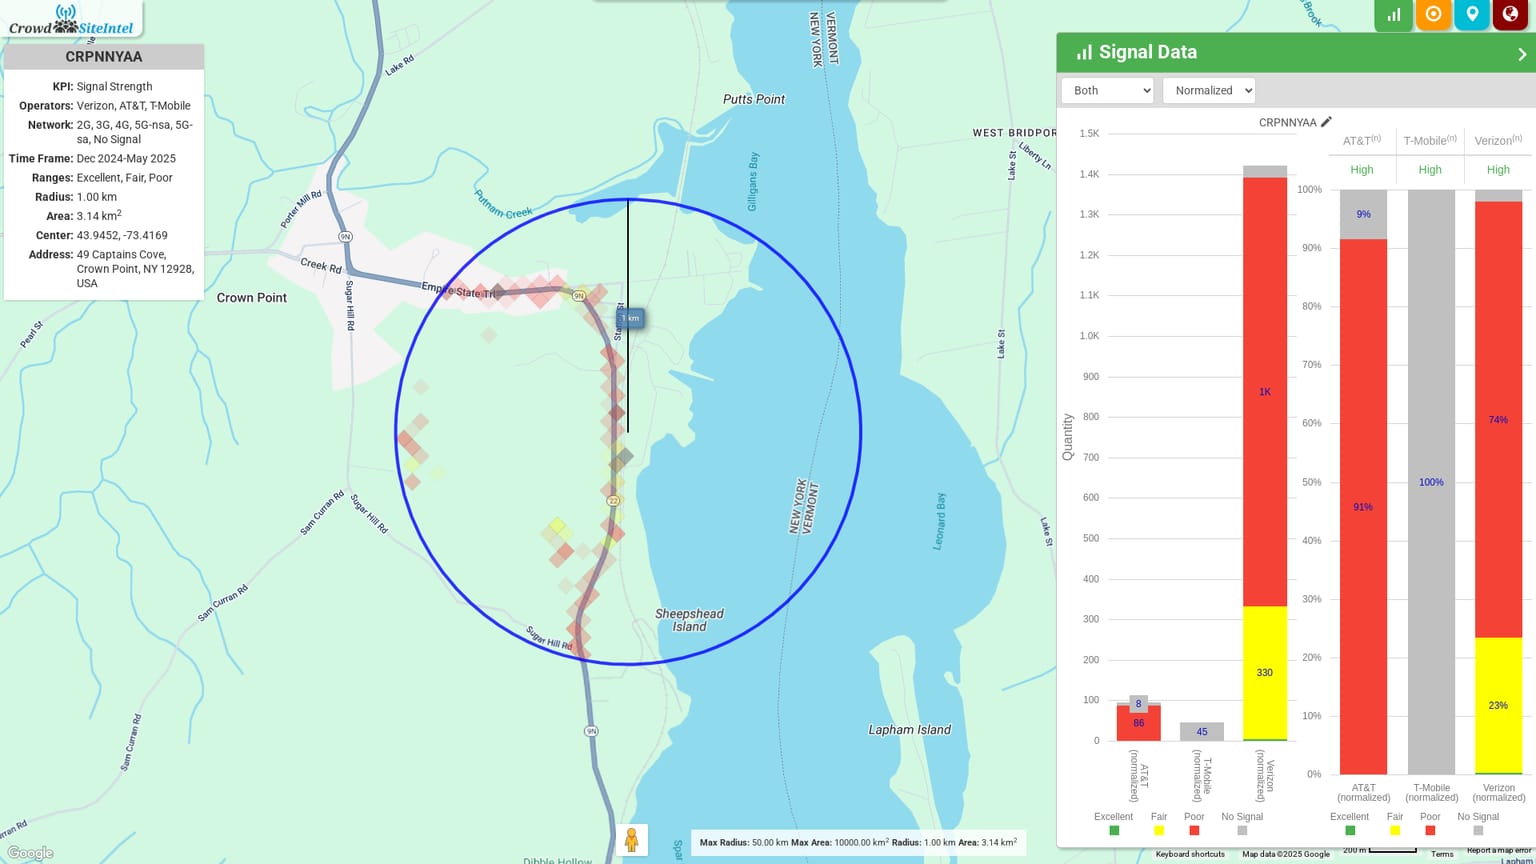 Crowd SiteIntel
CRPNNYAA
KPI: Signal Strength
Operators: Verizon, AT&T, T-Mobile
Network: 2G, 3G, 4G, 5G-nsa, 5G-
sa, No Signal
Time Frame: Dec 2024-May 2025
Ranges: Excellent, Fair, Poor
Radius: 1.00 km
Area: 3.14 km²
Center: 43.9452, -73.4169
Address: 49 Captains Cove,
Crown Point, NY 12928,
USA
Lake Rd
Porter Mill Rd
9N
Creek Rd
Sugar Hill Rd
Crown Point
Pearl St
Putnam Creek
Empire State Trl
9N
1 km
Putts Point
Gilligans Bay
VERMONT
NEW YORK
WEST BRIDPOR
Liberty Ln
Lake St
Lake St
Lake St
22
NEW YORK
VERMONT
Leonard Bay
Sam Curran Rd
Sugar Hill Rd
Sam Curran Rd
Sugar Hill Rd
Sheepshead
Island
Sam Curran Rd
9N
Lapham Island
Dibble Hollow
Spar
Google
Max Radius: 50.00 km Max Area: 10000.00 km² Radius: 1.00 km Area: 3.14 km²
Signal Data
Both
Normalized
CRPNNYAA
1.5K
1.4K
1.3K
1.2K
1.1K
1.0K
900
800
700
600
500
400
300
200
100
0
Quantity
8
86
45
1K
330
AT&T
(normalized)
T-Mobile
(normalized)
Verizon
(normalized)
Excellent Fair Poor No Signal
AT&T(n) T-Mobile(n) Verizon(n)
High High High
100%
90%
80%
70%
60%
50%
40%
30%
20%
10%
0%
9%
91%
100%
74%
23%
AT&T
(normalized)
T-Mobile
(normalized)
Verizon
(normalized)
Excellent Fair Poor No Signal
200 m
Keyboard shortcuts Map data ©2025 Google Terms Report a map error
Lapham